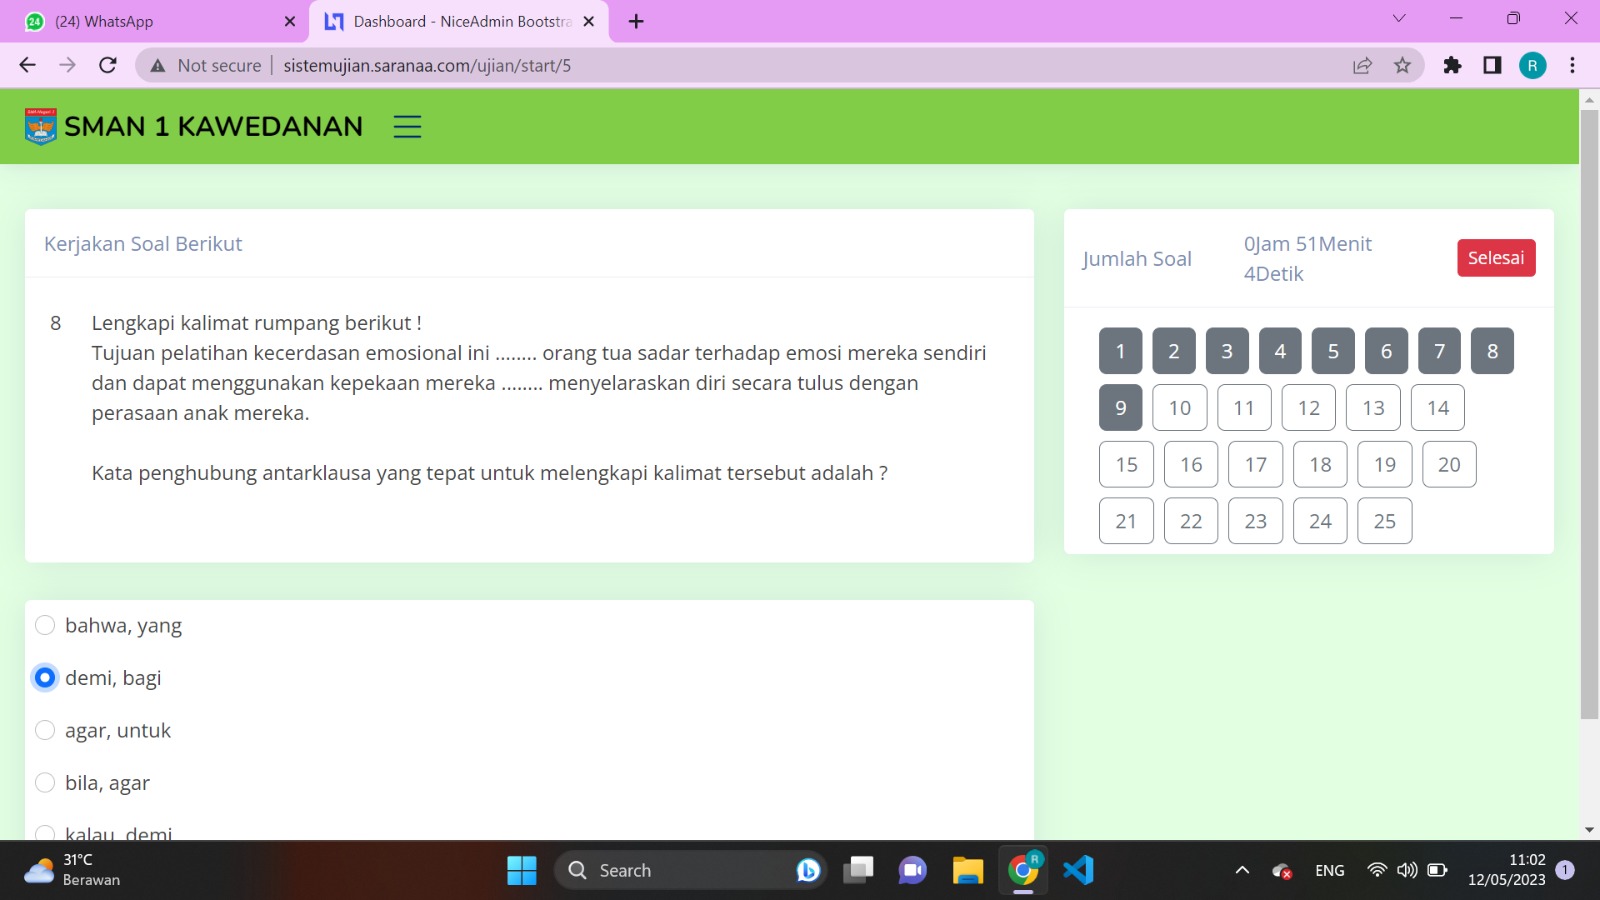 24 (24) WhatsApp
Dashboard - NiceAdmin Bootstra
Not secure sistemujian.saranaa.com/ujian/start/5
R
SMAN 1 KAWEDANAN
Kerjakan Soal Berikut
8 Lengkapi kalimat rumpang berikut !
Tujuan pelatihan kecerdasan emosional ini ........ orang tua sadar terhadap emosi mereka sendiri
dan dapat menggunakan kepekaan mereka ........ menyelaraskan diri secara tulus dengan
perasaan anak mereka.
Kata penghubung antarklausa yang tepat untuk melengkapi kalimat tersebut adalah ?
bahwa, yang
demi, bagi
agar, untuk
bila, agar
kalau, demi
Jumlah Soal
0Jam 51Menit
4Detik
Selesai
1 2 3 4 5 6 7 8
9 10 11 12 13 14
15 16 17 18 19 20
21 22 23 24 25
31°C
Berawan
Search
R
ENG
11:02
12/05/2023
1